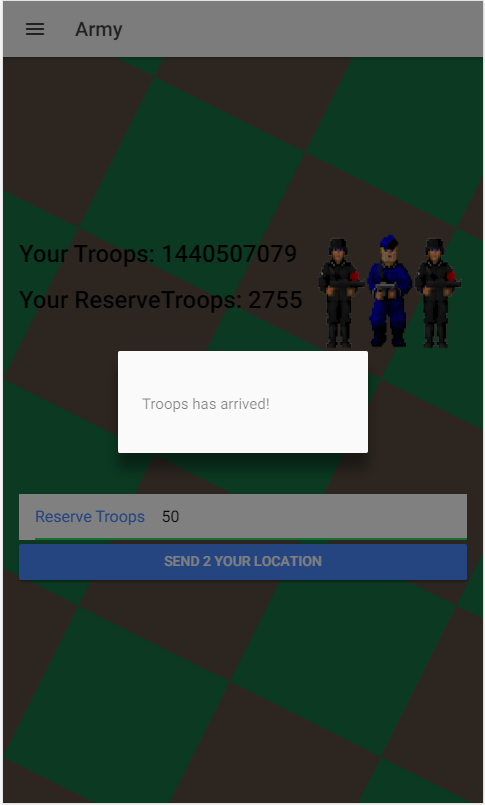 Army
Your Troops: 1440507079
Your ReserveTroops: 2755
Troops has arrived!
Reserve Troops 50
SEND 2 YOUR LOCATION